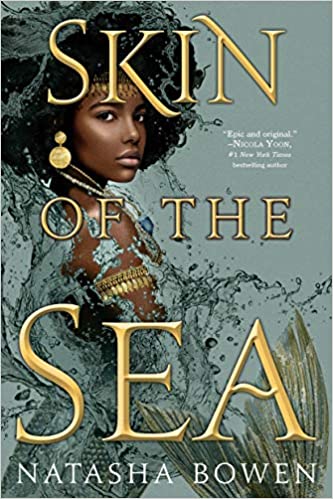 SKIN
"Epic and original."
–NICOLA YOON,
#1 New York Times
bestselling author
OF THE
SEA
NATASHA BOWEN